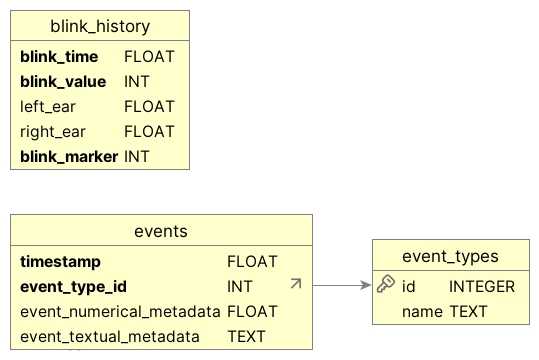 blink_history
blink_time FLOAT
blink_value INT
left_ear FLOAT
right_ear FLOAT
blink_marker INT
events
timestamp FLOAT
event_type_id INT
event_numerical_metadata FLOAT
event_textual_metadata TEXT
event_types
id INTEGER
name TEXT